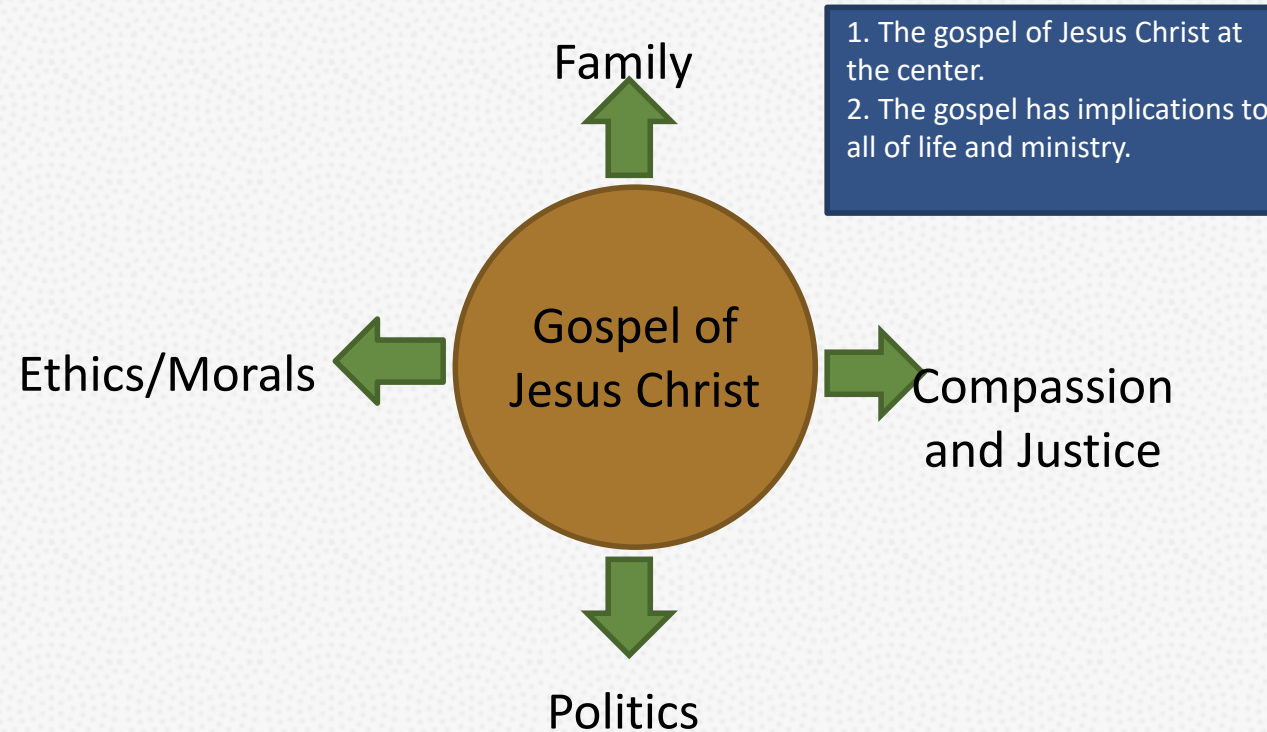 Family
1. The gospel of Jesus Christ at
the center.
2. The gospel has implications to
all of life and ministry.
Gospel of
Jesus Christ
Ethics/Morals
Compassion
and Justice
Politics